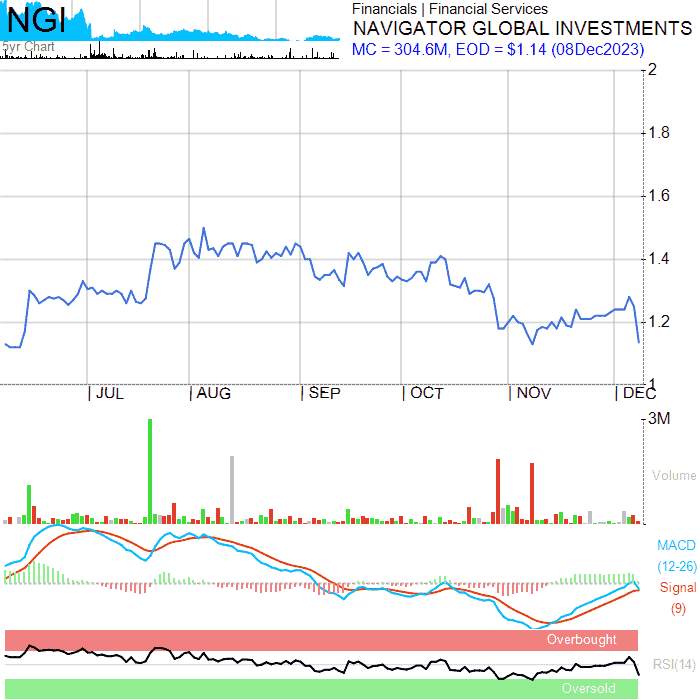 NGI
5yr Chart
Financials | Financial Services
NAVIGATOR GLOBAL INVESTMENTS
MC = 304.6M, EOD = $1.14 (08Dec2023)
2
1.8
1.6
1.4
1.2
1
JUL AUG SEP OCT NOV DEC
3M
Volume
MACD
(12-26)
Signal
(9)
Overbought
RSI(14)
Oversold